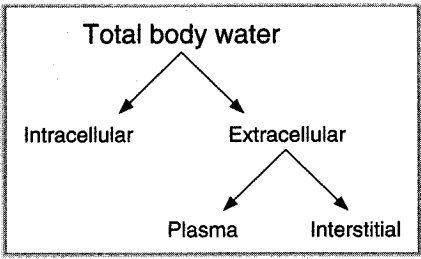 Total body water
Intracellular Extracellular
Plasma Interstitial